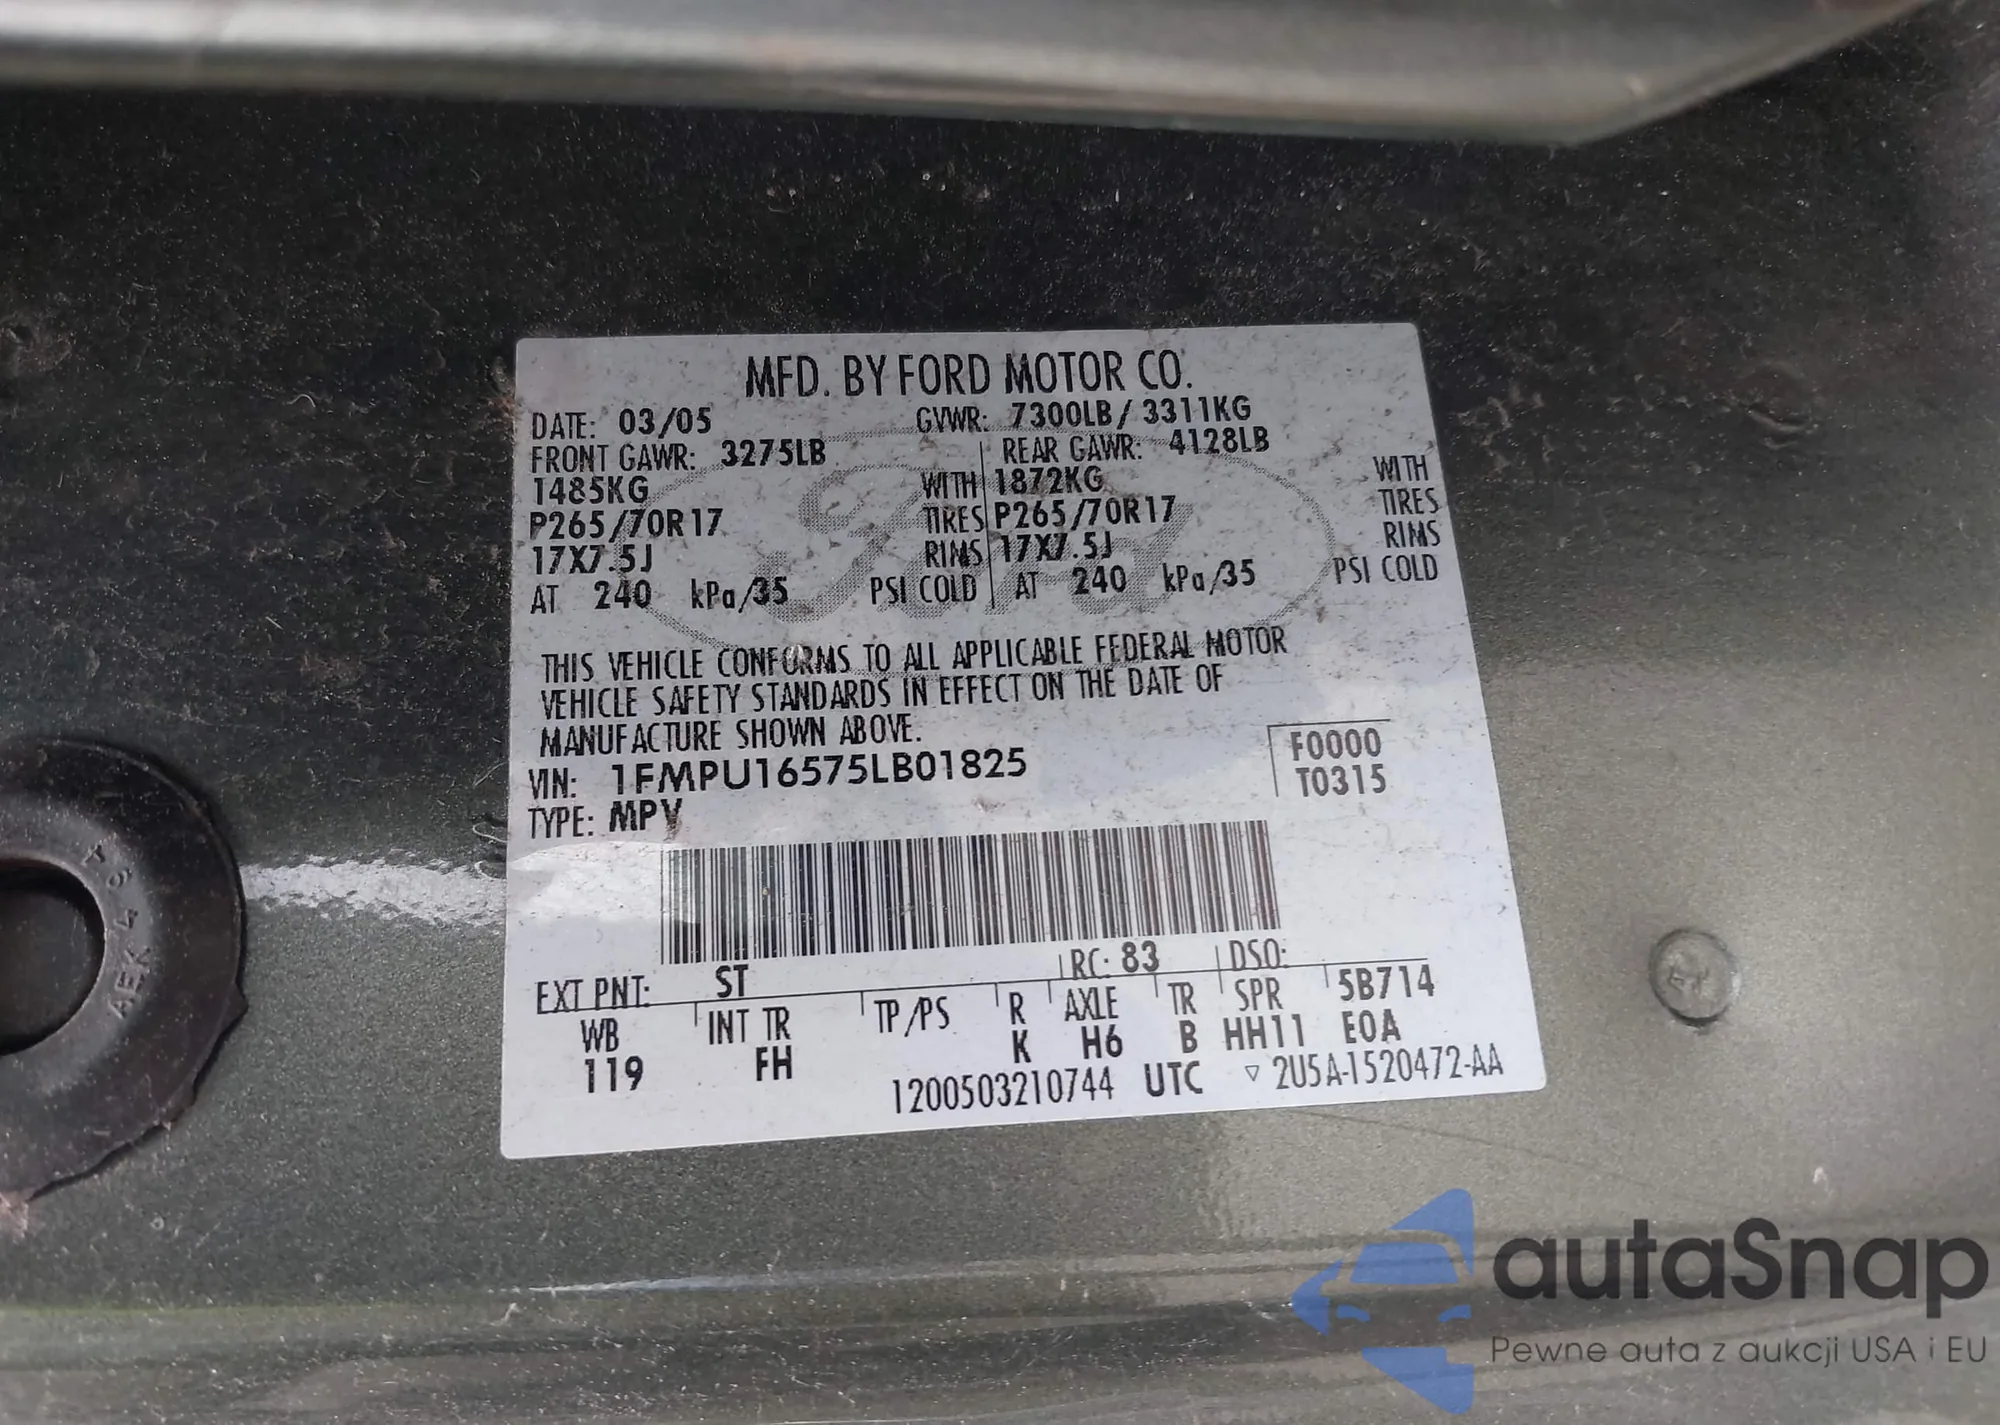 MFD. BY FORD MOTOR CO.
DATE: 03/05 GVWR: 7300LB / 3311KG
FRONT GAWR: 3275LB REAR GAWR: 4128LB
1485KG WITH 1872KG WITH
P265/70R17 TIRES P265/70R17 TIRES
17X7.5J RIMS 17X7.5J RIMS
AT 240 kPa/35 PSI COLD AT 240 kPa/35 PSI COLD
THIS VEHICLE CONFORMS TO ALL APPLICABLE FEDERAL MOTOR
VEHICLE SAFETY STANDARDS IN EFFECT ON THE DATE OF
MANUFACTURE SHOWN ABOVE.
VIN: 1FMPU16575LB01825 F0000
TYPE: MPV T0315
EXT PNT: ST RC: 83 DSO:
WB INT TR TP/PS R AXLE TR SPR 5B714
119 FH K H6 B HH11 E0A
1200503210744 UTC ▽ 2U5A-1520472-AA
AEK 4 64
autaSnap
Pewne auta z aukcji USA i EU